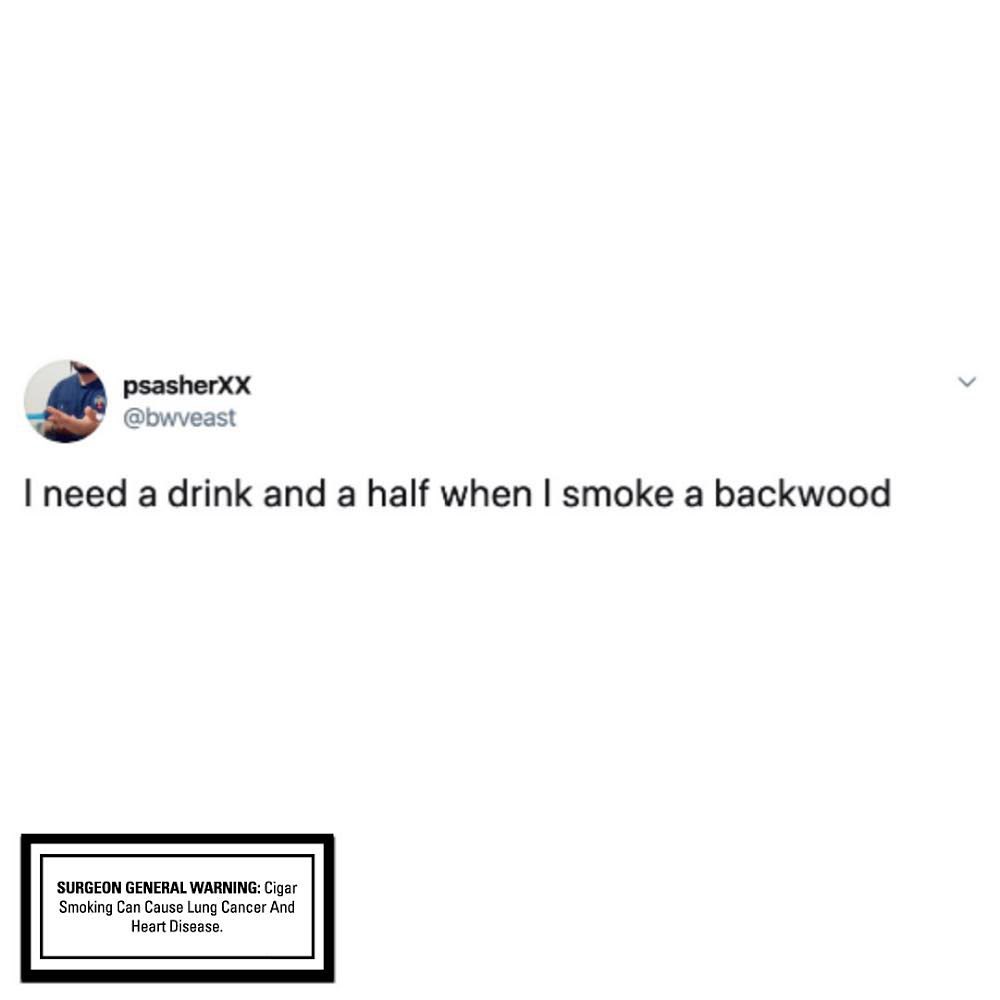 psasherXX
@bwveast
I need a drink and a half when I smoke a backwood
SURGEON GENERAL WARNING: Cigar
Smoking Can Cause Lung Cancer And
Heart Disease.